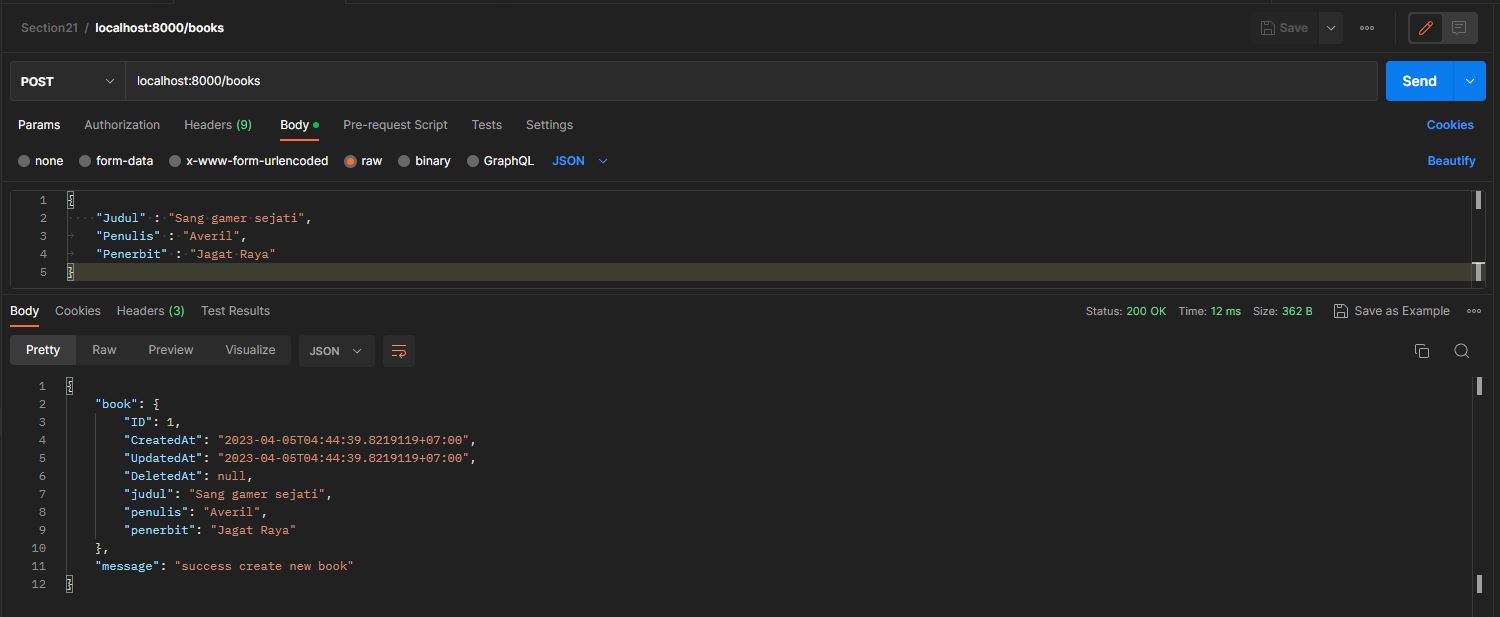 Section21 / localhost:8000/books Save
POST localhost:8000/books Send
Params Authorization Headers (9) Body Pre-request Script Tests Settings Cookies
none form-data x-www-form-urlencoded raw binary GraphQL JSON Beautify
1 {
2 "Judul" : "Sang gamer sejati",
3 "Penulis" : "Averil",
4 "Penerbit" : "Jagat Raya"
5 }
Body Cookies Headers (3) Test Results Status: 200 OK Time: 12 ms Size: 362 B Save as Example
Pretty Raw Preview Visualize JSON
1 {
2 "book": {
3 "ID": 1,
4 "CreatedAt": "2023-04-05T04:44:39.8219119+07:00",
5 "UpdatedAt": "2023-04-05T04:44:39.8219119+07:00",
6 "DeletedAt": null,
7 "judul": "Sang gamer sejati",
8 "penulis": "Averil",
9 "penerbit": "Jagat Raya"
10 },
11 "message": "success create new book"
12 }